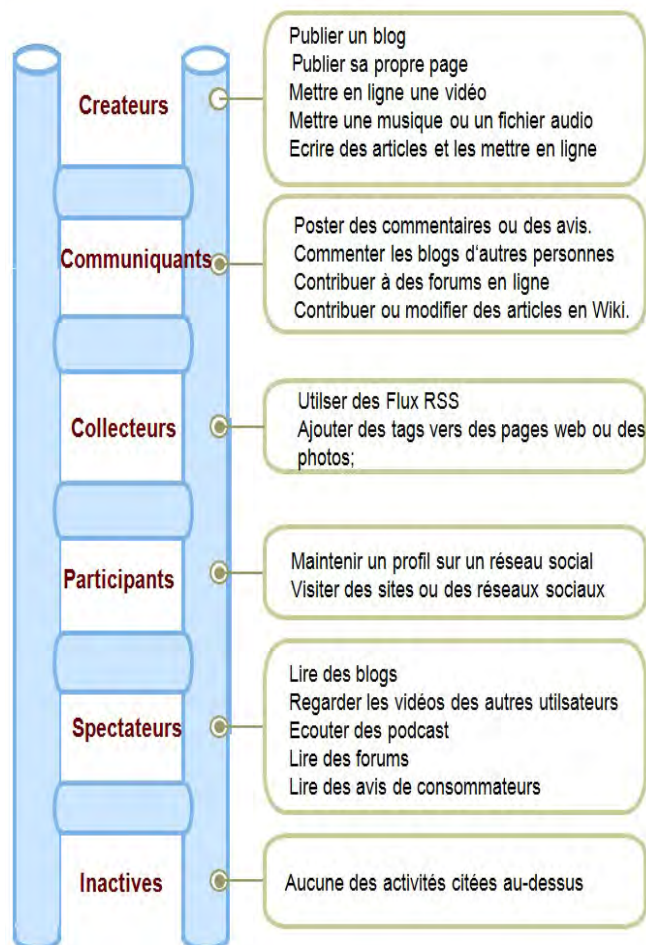 Createurs
Publier un blog
Publier sa propre page
Mettre en ligne une vidéo
Mettre une musique ou un fichier audio
Ecrire des articles et les mettre en ligne
Communiquants
Poster des commentaires ou des avis.
Commenter les blogs d'autres personnes
Contribuer à des forums en ligne
Contribuer ou modifier des articles en Wiki.
Collecteurs
Utilser des Flux RSS
Ajouter des tags vers des pages web ou des
photos;
Participants
Maintenir un profil sur un réseau social
Visiter des sites ou des réseaux sociaux
Spectateurs
Lire des blogs
Regarder les vidéos des autres utilsateurs
Ecouter des podcast
Lire des forums
Lire des avis de consommateurs
Inactives
Aucune des activités citées au-dessus